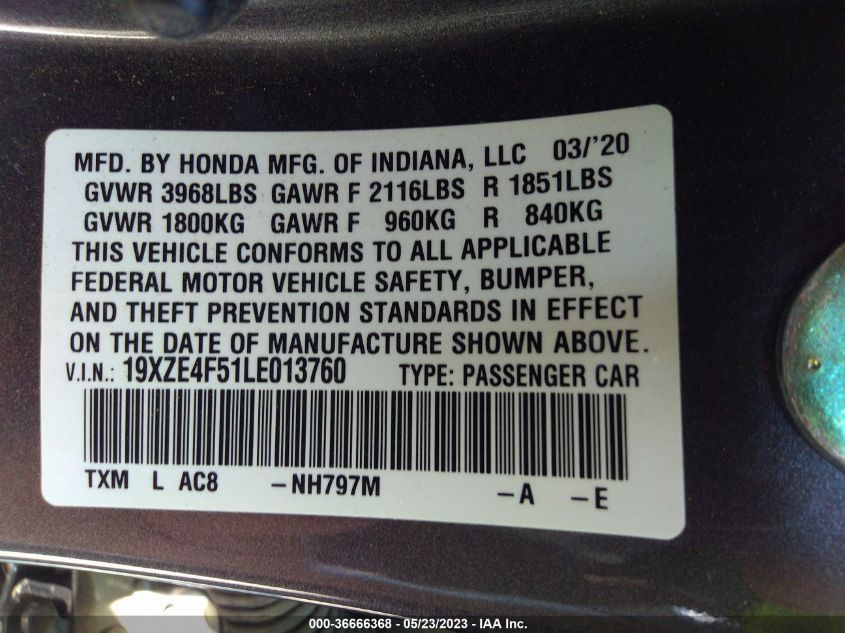 MFD. BY HONDA MFG. OF INDIANA, LLC 03/'20
GVWR 3968LBS GAWR F 2116LBS R 1851LBS
GVWR 1800KG GAWR F 960KG R 840KG
THIS VEHICLE CONFORMS TO ALL APPLICABLE
FEDERAL MOTOR VEHICLE SAFETY, BUMPER,
AND THEFT PREVENTION STANDARDS IN EFFECT
ON THE DATE OF MANUFACTURE SHOWN ABOVE.
V.I.N.: 19XZE4F51LE013760 TYPE: PASSENGER CAR
TXM L AC8 -NH797M -A -E
000-36666368 - 05/23/2023 - IAA Inc.